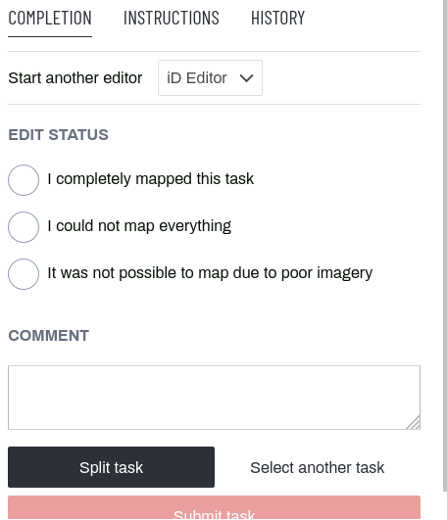 COMPLETION INSTRUCTIONS HISTORY
Start another editor iD Editor
EDIT STATUS
I completely mapped this task
I could not map everything
It was not possible to map due to poor imagery
COMMENT
Split task Select another task
Submit task